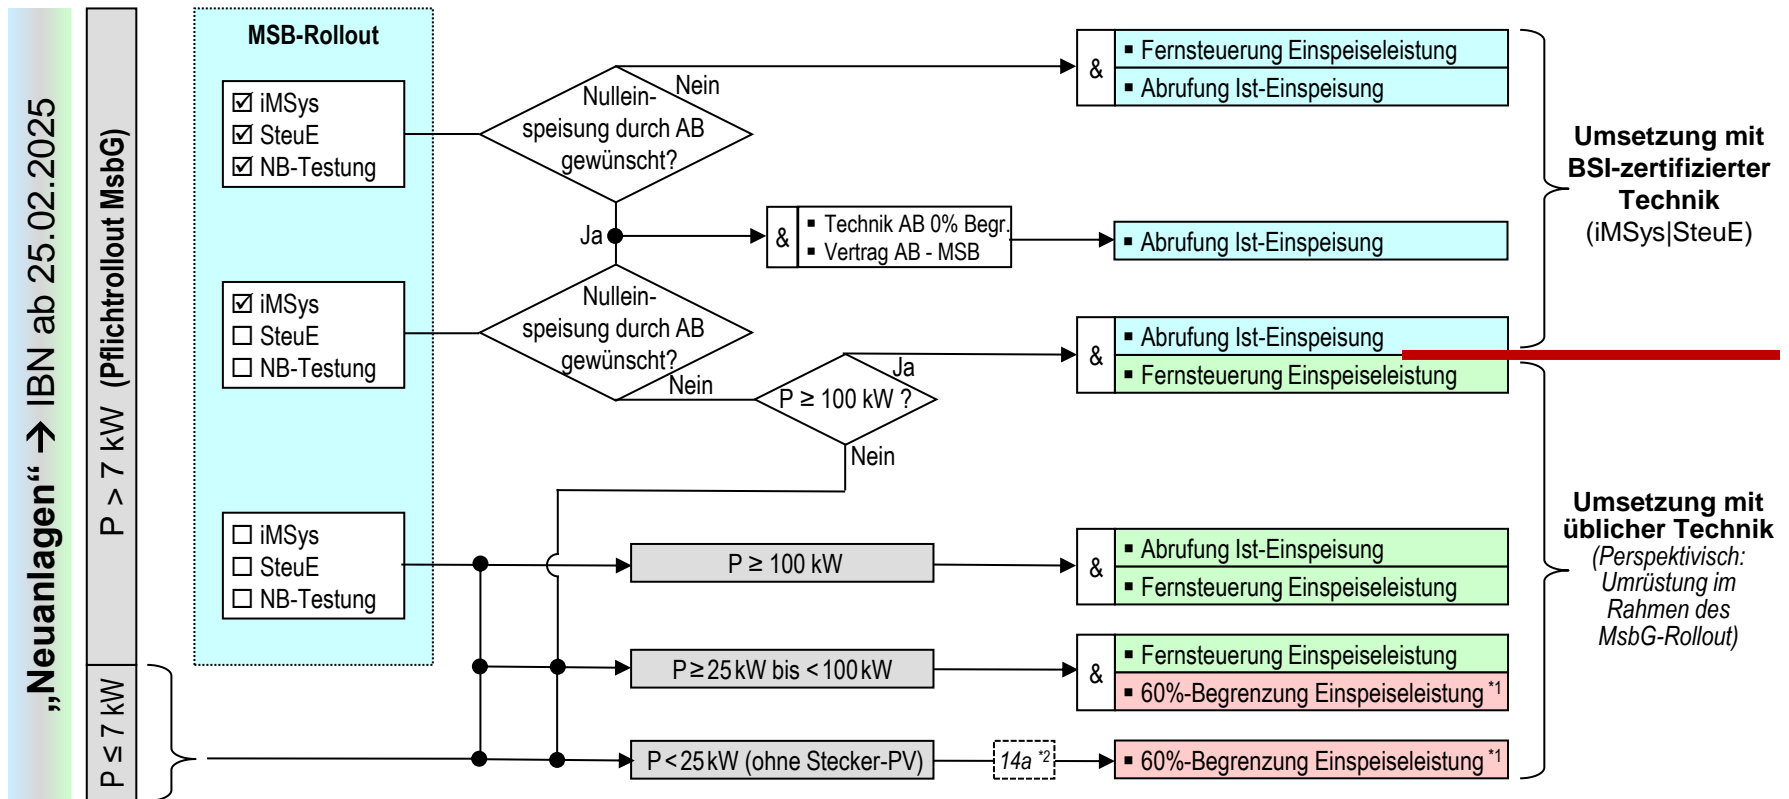 „Neuanlagen“ → IBN ab 25.02.2025
P > 7 kW (Pflichtrollout MsbG)
P ≤ 7 kW
MSB-Rollout
☑ iMSys
☑ SteuE
☑ NB-Testung
Nullein-
speisung durch AB
gewünscht?
Nein
Ja
&
▪ Fernsteuerung Einspeiseleistung
▪ Abrufung Ist-Einspeisung
&
▪ Technik AB 0% Begr.
▪ Vertrag AB - MSB
▪ Abrufung Ist-Einspeisung
Umsetzung mit
BSI-zertifizierter
Technik
(iMSys|SteuE)
☑ iMSys
☐ SteuE
☐ NB-Testung
Nullein-
speisung durch AB
gewünscht?
Nein
P ≥ 100 kW ?
Ja
Nein
&
▪ Abrufung Ist-Einspeisung
▪ Fernsteuerung Einspeiseleistung
☐ iMSys
☐ SteuE
☐ NB-Testung
P ≥ 100 kW
&
▪ Abrufung Ist-Einspeisung
▪ Fernsteuerung Einspeiseleistung
P ≥ 25 kW bis < 100 kW
&
▪ Fernsteuerung Einspeiseleistung
▪ 60%-Begrenzung Einspeiseleistung *1
P < 25 kW (ohne Stecker-PV)
14a *2
▪ 60%-Begrenzung Einspeiseleistung *1
Umsetzung mit
üblicher Technik
(Perspektivisch:
Umrüstung im
Rahmen des
MsbG-Rollout)